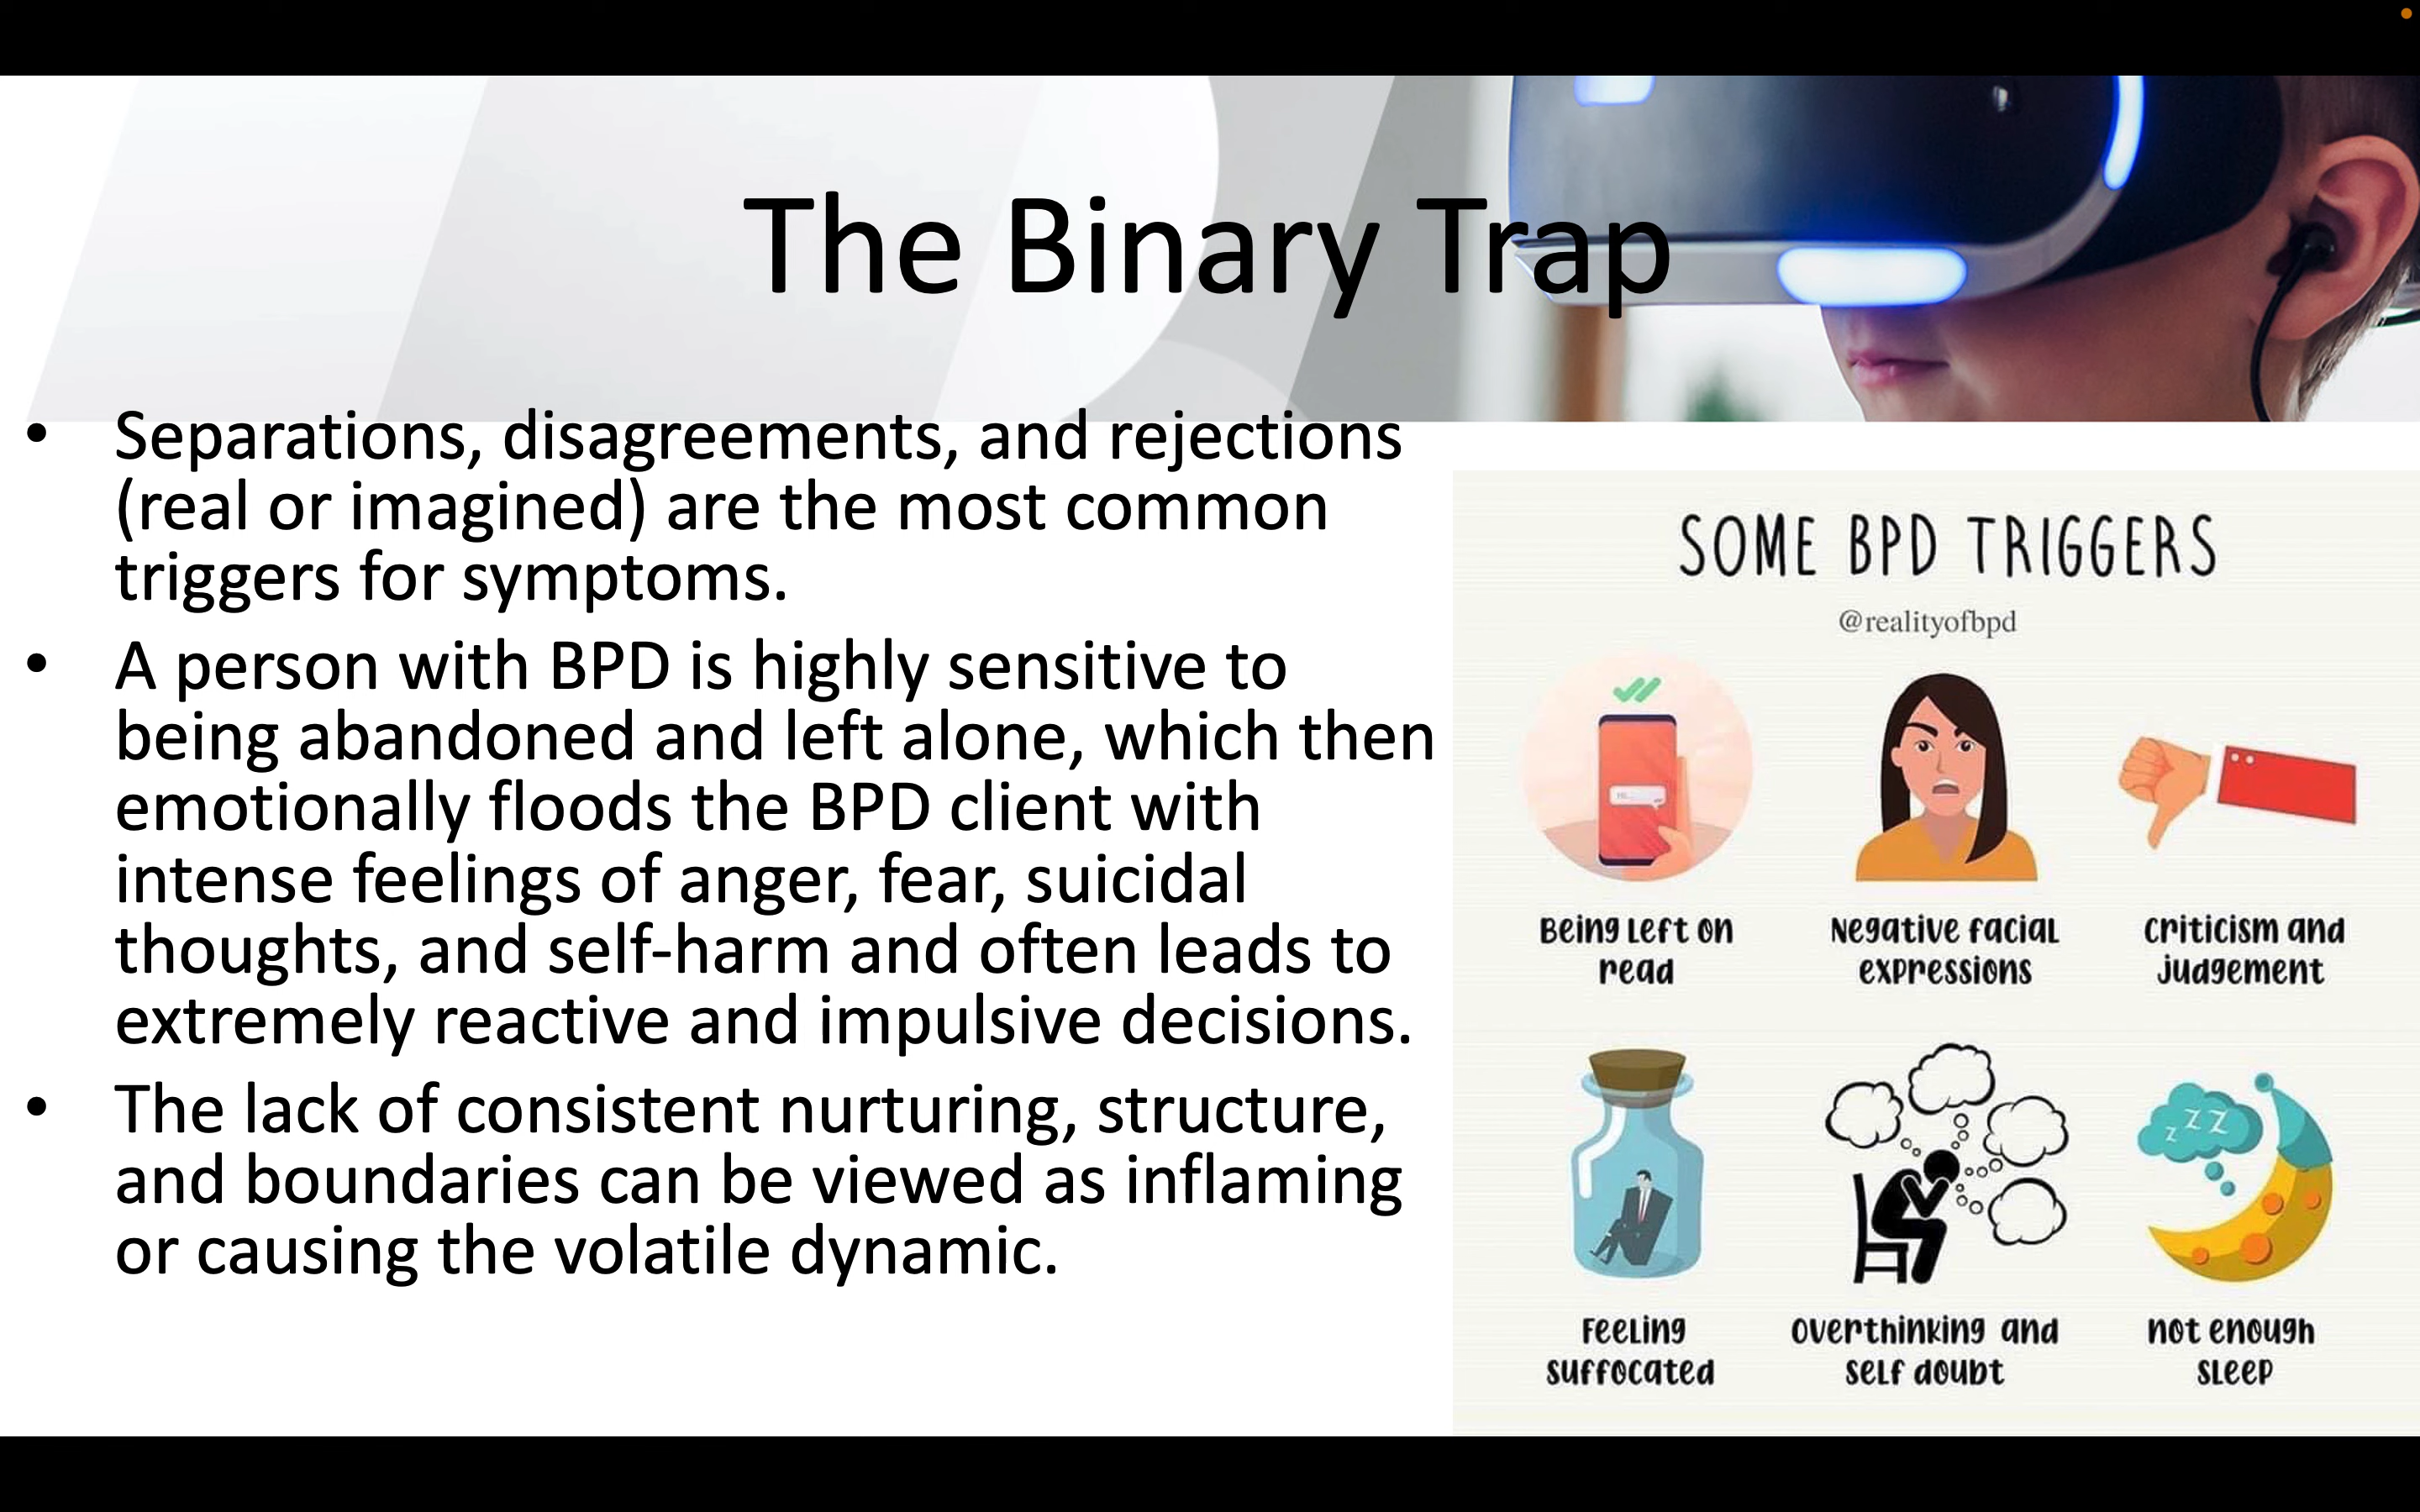 The Binary Trap
• Separations, disagreements, and rejections
(real or imagined) are the most common
triggers for symptoms.
• A person with BPD is highly sensitive to
being abandoned and left alone, which then
emotionally floods the BPD client with
intense feelings of anger, fear, suicidal
thoughts, and self-harm and often leads to
extremely reactive and impulsive decisions.
• The lack of consistent nurturing, structure,
and boundaries can be viewed as inflaming
or causing the volatile dynamic.
SOME BPD TRIGGERS
@realityofbpd
Being Left on
read
Negative facial
expressions
criticism and
judgement
Feeling
suffocated
overthinking and
self doubt
z z z
not enough
sleep